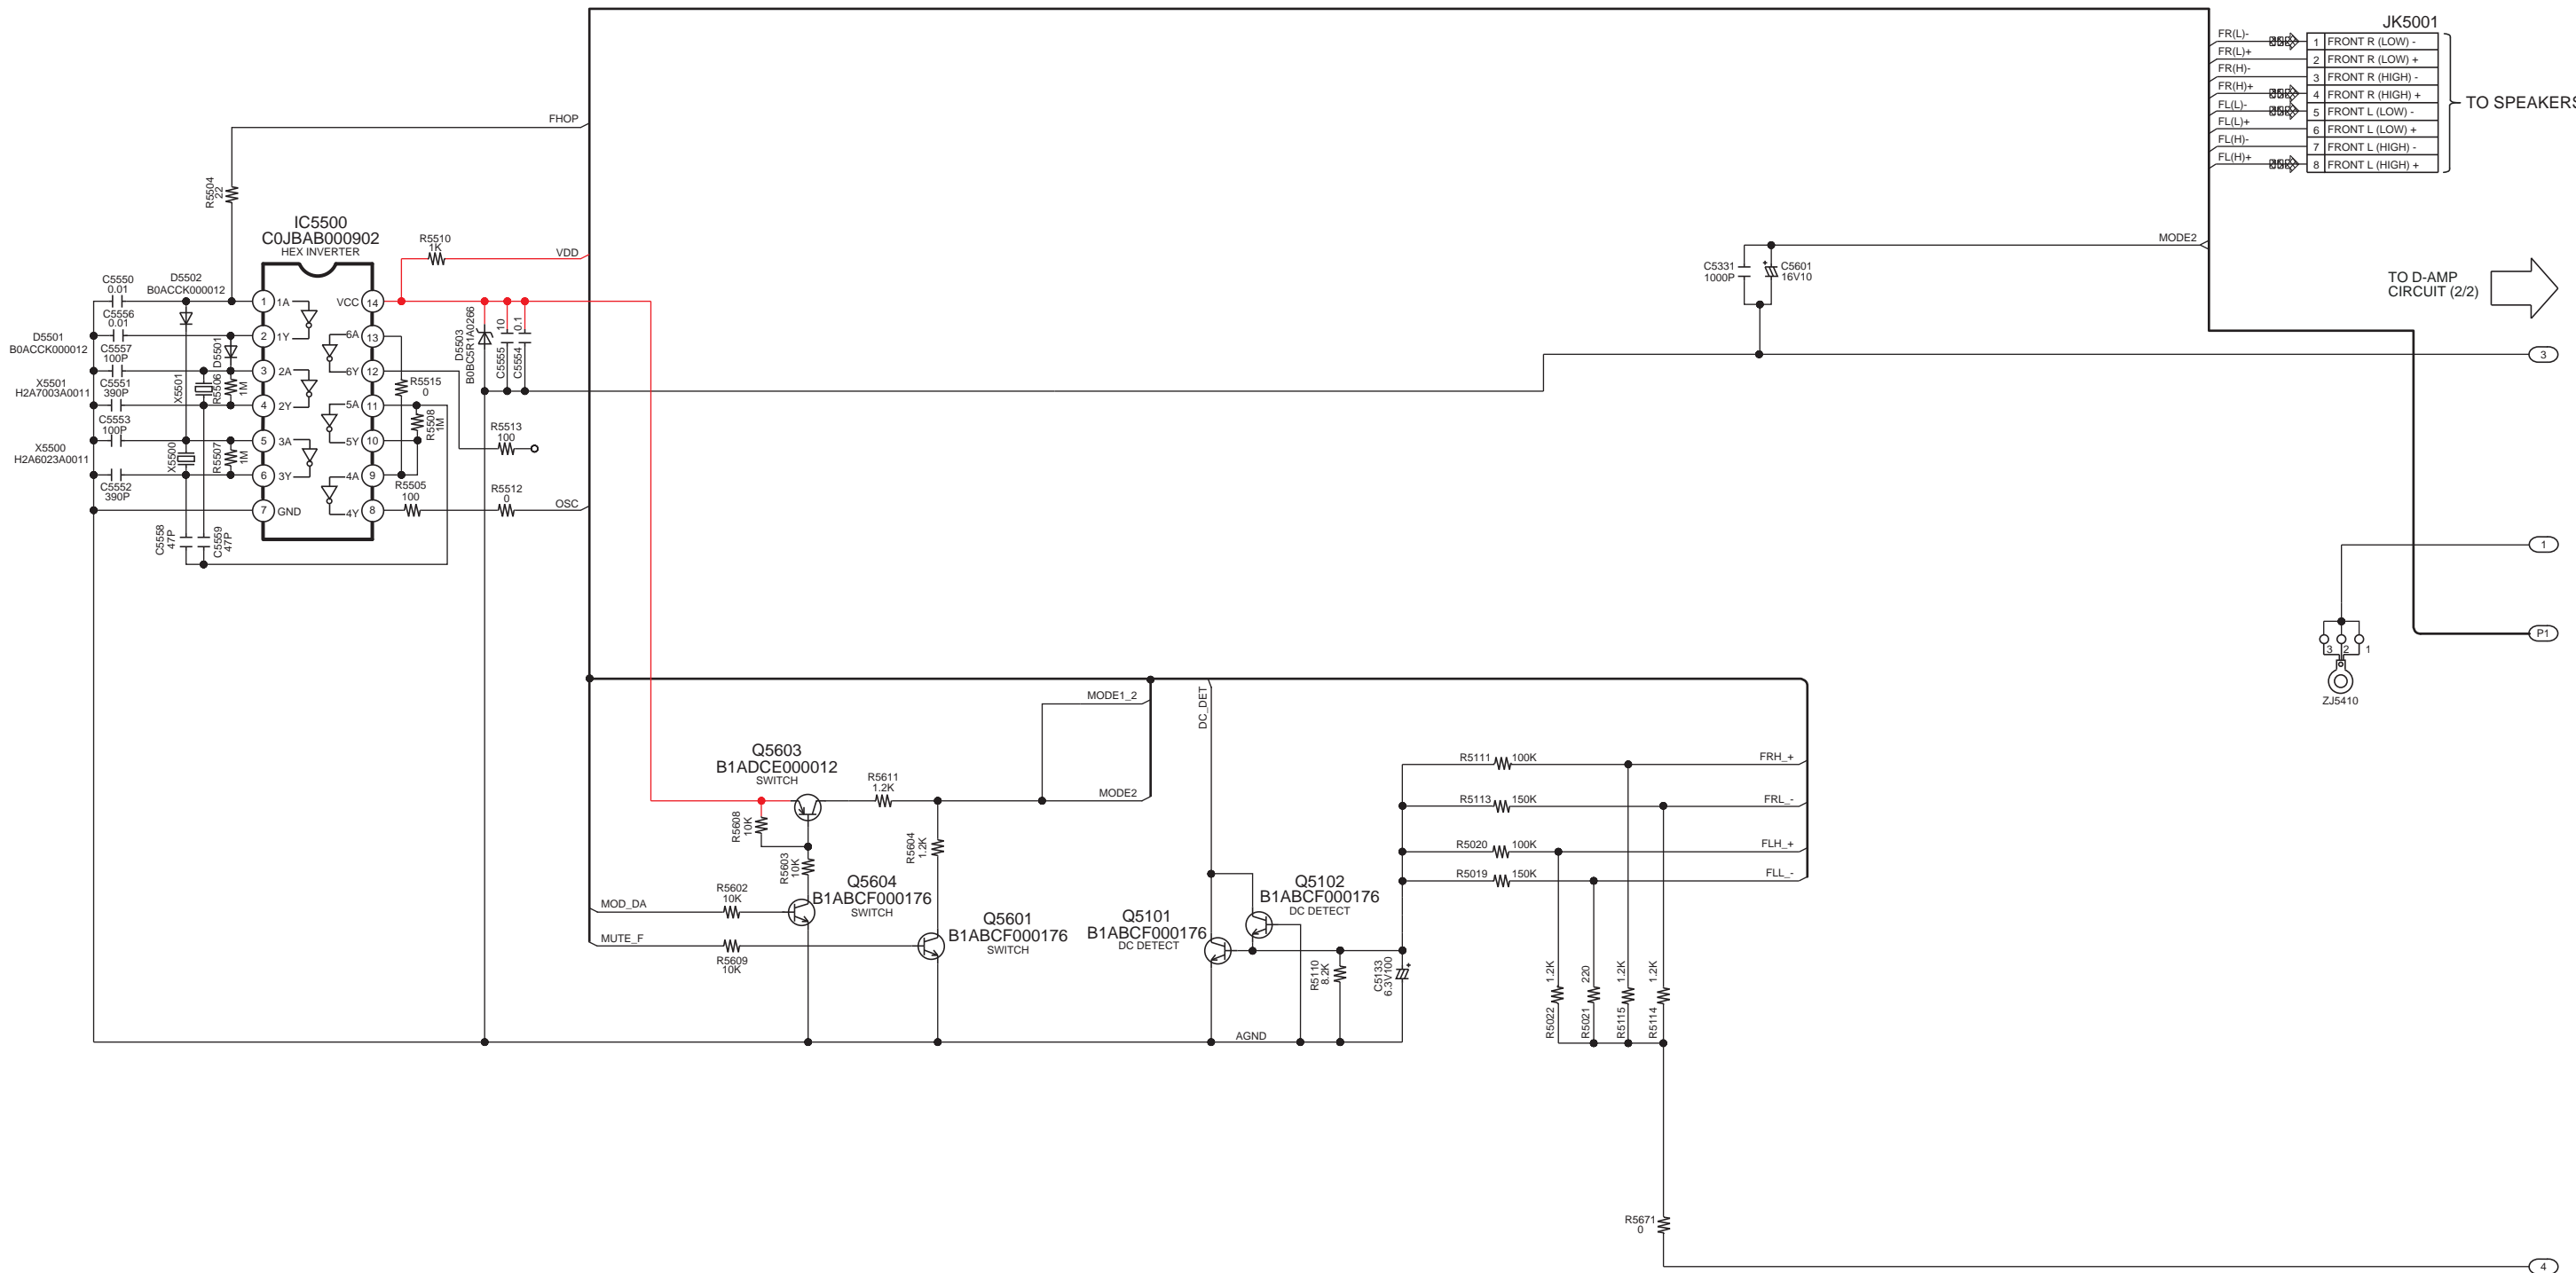 JK5001
FR(L)-
1 FRONT R (LOW) -
FR(L)+
2 FRONT R (LOW) +
FR(H)-
3 FRONT R (HIGH) -
FR(H)+
4 FRONT R (HIGH) +
FL(L)-
5 FRONT L (LOW) -
FL(L)+
6 FRONT L (LOW) +
FL(H)-
7 FRONT L (HIGH) -
FL(H)+
8 FRONT L (HIGH) +
TO SPEAKERS
FHOP
R5504
22
IC5500
C0JBAB000902
HEX INVERTER
R5510
1K
VDD
MODE2
C5331
1000P
+
C5601
16V10
TO D-AMP
CIRCUIT (2/2)
C5550
0.01
D5502
B0ACCK000012
C5556
0.01
D5501
B0ACCK000012
C5557
100P
D5501
X5501
H2A7003A0011
C5551
390P
X5501
R5506
1M
C5553
100P
X5500
H2A6023A0011
X5500
R5507
1M
C5552
390P
C5558
47P
C5559
47P
1 1A
2 1Y
3 2A
4 2Y
5 3A
6 3Y
7 GND
VCC 14
6A 13
6Y 12
5A 11
5Y 10
4A 9
4Y 8
R5515
0
R5508
1M
D5503
B0BC5R1A0266
C5555
10
C5554
0.1
R5513
100
R5505
100
R5512
0
OSC
3
1
P1
3 2 1
ZJ5410
MODE1_2
DC_DET
Q5603
B1ADCE000012
SWITCH
R5611
1.2K
MODE2
R5608
10K
R5603
10K
R5604
1.2K
R5602
10K
MOD_DA
Q5604
B1ABCF000176
SWITCH
MUTE_F
R5609
10K
Q5601
B1ABCF000176
SWITCH
Q5101
B1ABCF000176
DC DETECT
Q5102
B1ABCF000176
DC DETECT
R5110
8.2K
C5133
6.3V100
+
AGND
R5111 100K
FRH_+
R5113 150K
FRL_-
R5020 100K
FLH_+
R5019 150K
FLL_-
R5022 1.2K
R5021 220
R5115 1.2K
R5114 1.2K
R5671
0
4